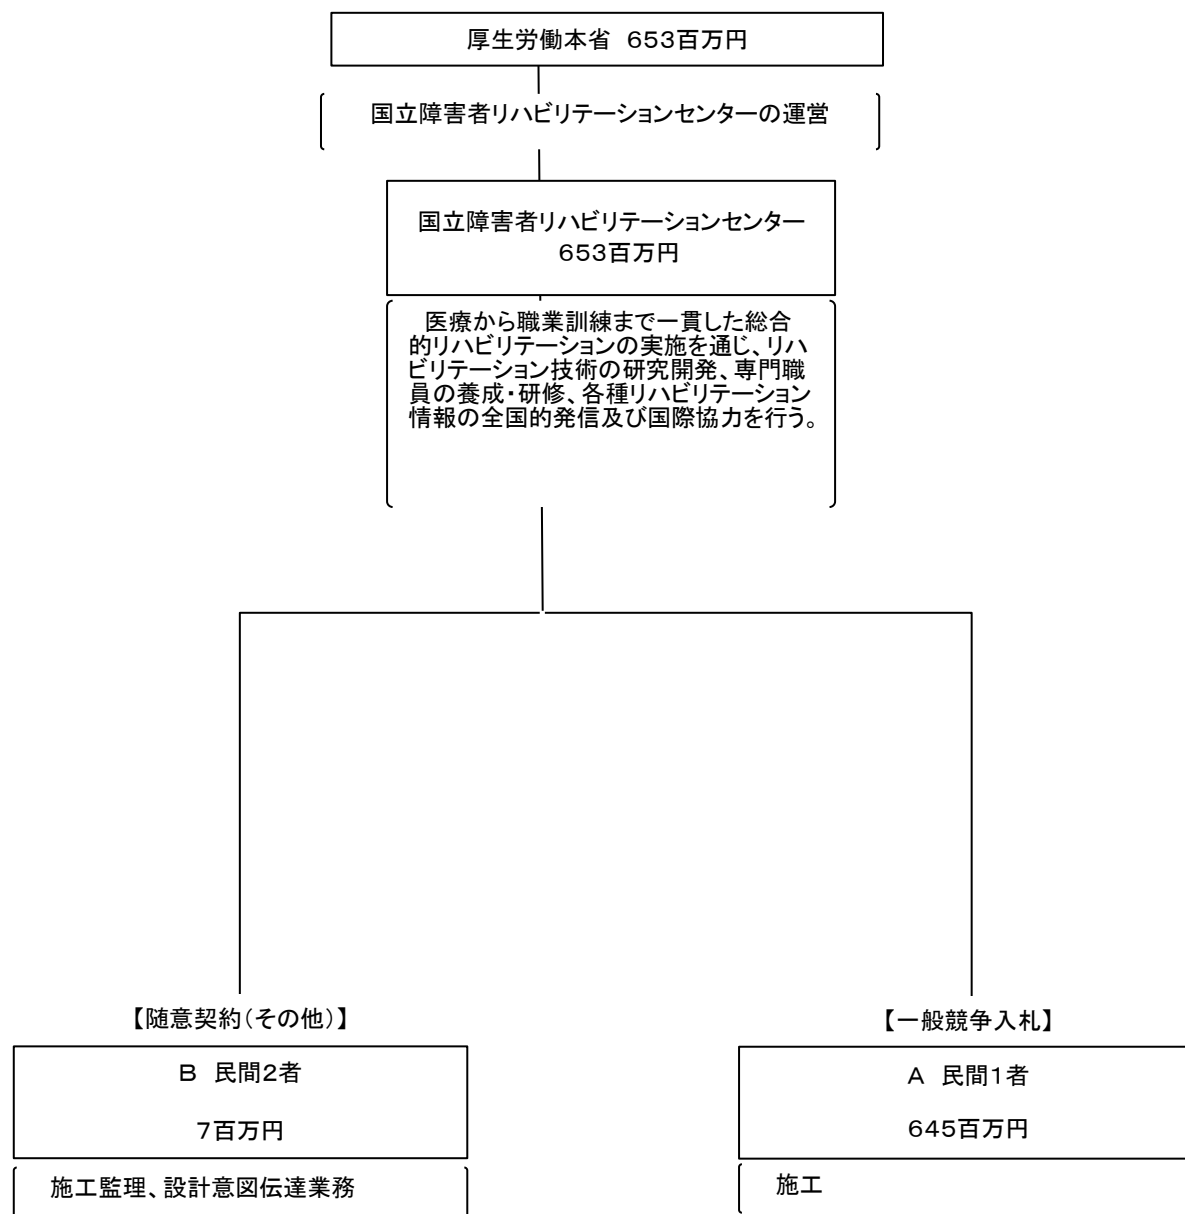 厚生労働本省　653百万円
国立障害者リハビリテーションセンターの運営
国立障害者リハビリテーションセンター
653百万円
医療から職業訓練まで一貫した総合
的リハビリテーションの実施を通じ、リハ
ビリテーション技術の研究開発、専門職
員の養成・研修、各種リハビリテーション
情報の全国的発信及び国際協力を行う。
【随意契約（その他）】
B　民間2者
7百万円
施工監理、設計意図伝達業務
【一般競争入札】
A　民間1者
645百万円
施工